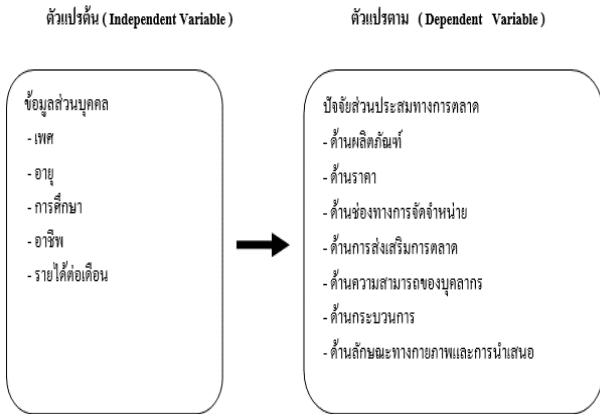 ตัวแปรต้น ( Independent Variable )
ข้อมูลส่วนบุคคล
- เพศ
- อายุ
- การศึกษา
- อาชีพ
- รายได้ต่อเดือน
ตัวแปรตาม ( Dependent Variable )
ปัจจัยส่วนประสมทางการตลาด
- ด้านผลิตภัณฑ์
- ด้านราคา
- ด้านช่องทางการจัดจำหน่าย
- ด้านการส่งเสริมการตลาด
- ด้านความสามารถของบุคลากร
- ด้านกระบวนการ
- ด้านลักษณะทางกายภาพและการนำเสนอ